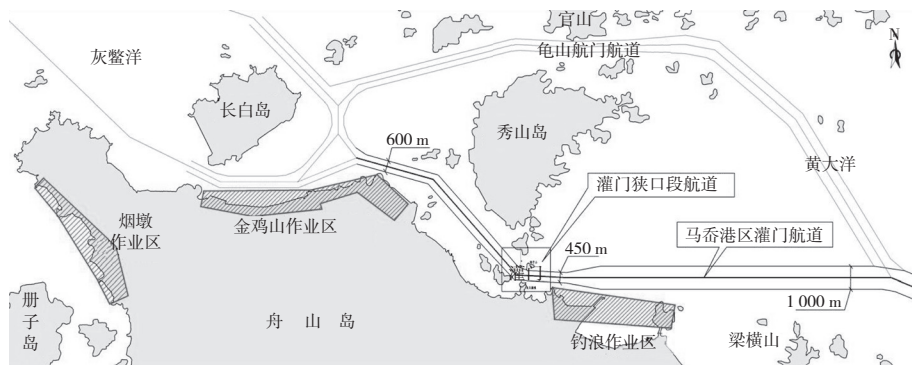 官山
N
灰鳖洋
龟山航门航道
长白岛
600 m
秀山岛
黄大洋
灌门狭口段航道
烟墩
作业区
金鸡山作业区
450 m
马岙港区灌门航道
灌门
册
子
岛
舟 山 岛
1 000 m
钓浪作业区
梁横山